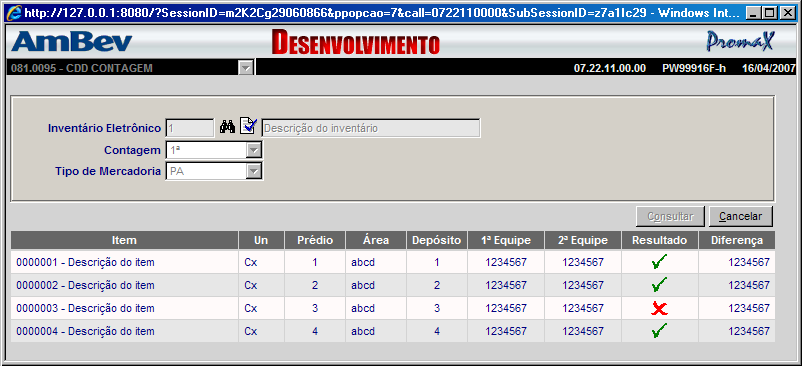 http://127.0.0.1:8080/?SessionID=m2K2Cg29060866&ppopcao=7&call=0722110000&SubSessionID=z7a1Ic29 - Windows Int...
AmBev DESENVOLVIMENTO PromaX
081.0095 - CDD CONTAGEM 07.22.11.00.00 PW99916F-h 16/04/2007
Inventário Eletrônico 1 Descrição do inventário
Contagem 1ª
Tipo de Mercadoria PA
Consultar Cancelar
Item Un Prédio Área Depósito 1ª Equipe 2ª Equipe Resultado Diferença
0000001 - Descrição do item Cx 1 abcd 1 1234567 1234567 1234567
0000002 - Descrição do item Cx 2 abcd 2 1234567 1234567 1234567
0000003 - Descrição do item Cx 3 abcd 3 1234567 1234567 1234567
0000004 - Descrição do item Cx 4 abcd 4 1234567 1234567 1234567